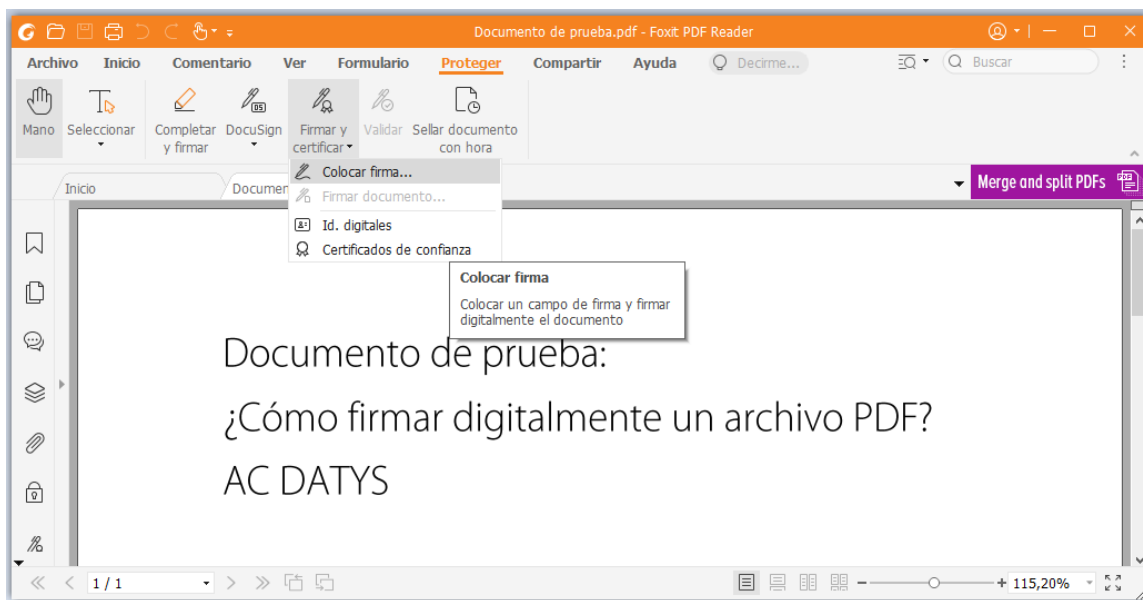 Documento de prueba.pdf - Foxit PDF Reader
Archivo Inicio Comentario Ver Formulario Proteger Compartir Ayuda Decirme... Buscar
Mano Seleccionar Completar y firmar DocuSign DS Firmar y certificar Validar Sellar documento con hora
Colocar firma...
Inicio Documen Merge and split PDFs PDF
Firmar documento...
Id. digitales
Certificados de confianza
Colocar firma
Colocar un campo de firma y firmar
digitalmente el documento
Documento de prueba:
¿Cómo firmar digitalmente un archivo PDF?
AC DATYS
1 / 1 115,20%